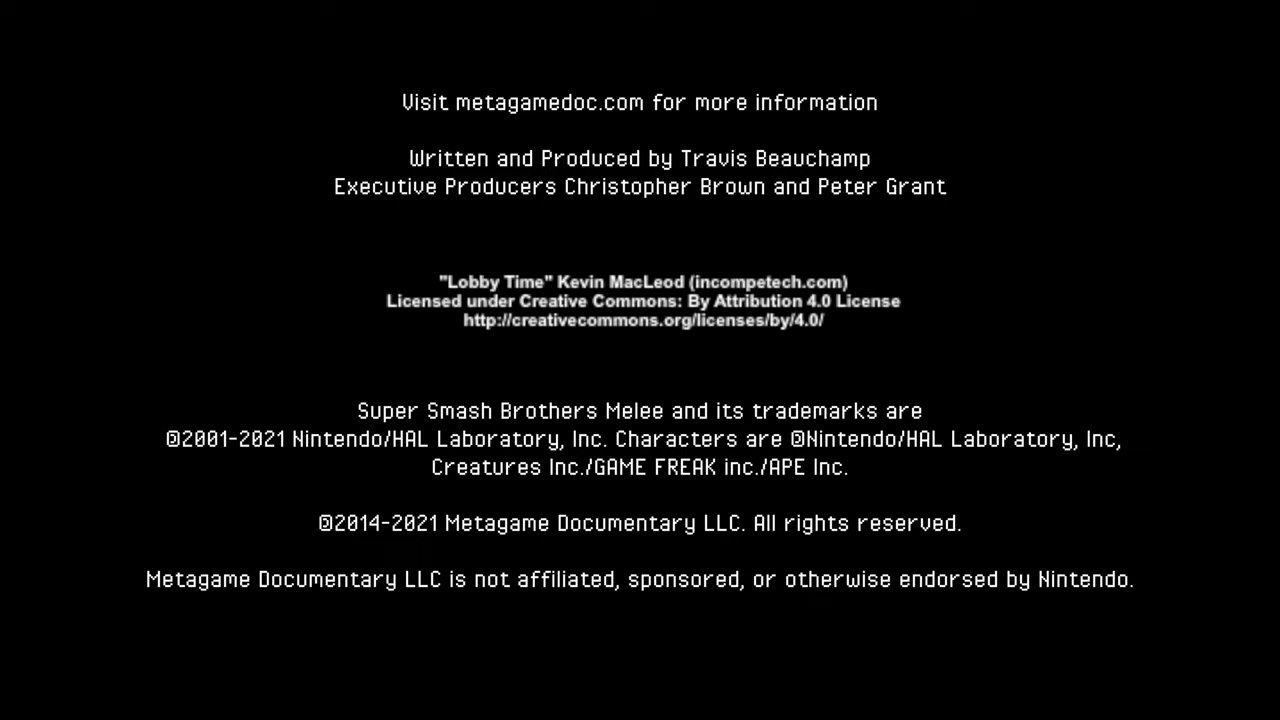 Visit metagamedoc.com for more information
Written and Produced by Travis Beauchamp
Executive Producers Christopher Brown and Peter Grant
"Lobby Time" Kevin MacLeod (incompetech.com)
Licensed under Creative Commons: By Attribution 4.0 License
http://creativecommons.org/licenses/by/4.0/
Super Smash Brothers Melee and its trademarks are
©2001-2021 Nintendo/HAL Laboratory, Inc. Characters are ©Nintendo/HAL Laboratory, Inc,
Creatures Inc./GAME FREAK inc./APE Inc.
©2014-2021 Metagame Documentary LLC. All rights reserved.
Metagame Documentary LLC is not affiliated, sponsored, or otherwise endorsed by Nintendo.